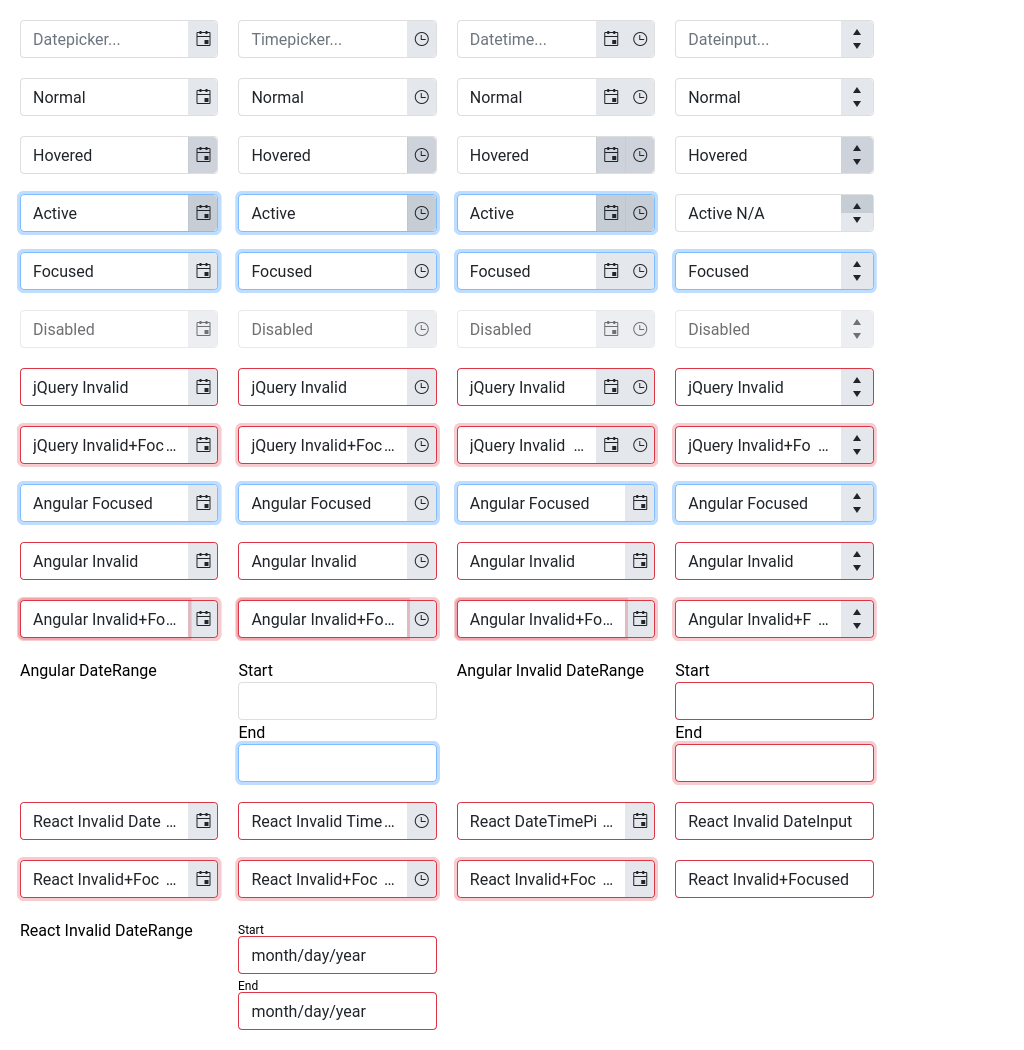 Datepicker... Timepicker... Datetime... Dateinput...
Normal Normal Normal Normal
Hovered Hovered Hovered Hovered
Active Active Active Active N/A
Focused Focused Focused Focused
Disabled Disabled Disabled Disabled
jQuery Invalid jQuery Invalid jQuery Invalid jQuery Invalid
jQuery Invalid+Foc... jQuery Invalid+Foc... jQuery Invalid ... jQuery Invalid+Fo ...
Angular Focused Angular Focused Angular Focused Angular Focused
Angular Invalid Angular Invalid Angular Invalid Angular Invalid
Angular Invalid+Fo... Angular Invalid+Fo... Angular Invalid+Fo... Angular Invalid+F ...
Angular DateRange Start Angular Invalid DateRange Start
End End
React Invalid Date ... React Invalid Time... React DateTimePi ... React Invalid DateInput
React Invalid+Foc ... React Invalid+Foc ... React Invalid+Foc ... React Invalid+Focused
React Invalid DateRange Start
month/day/year
End
month/day/year